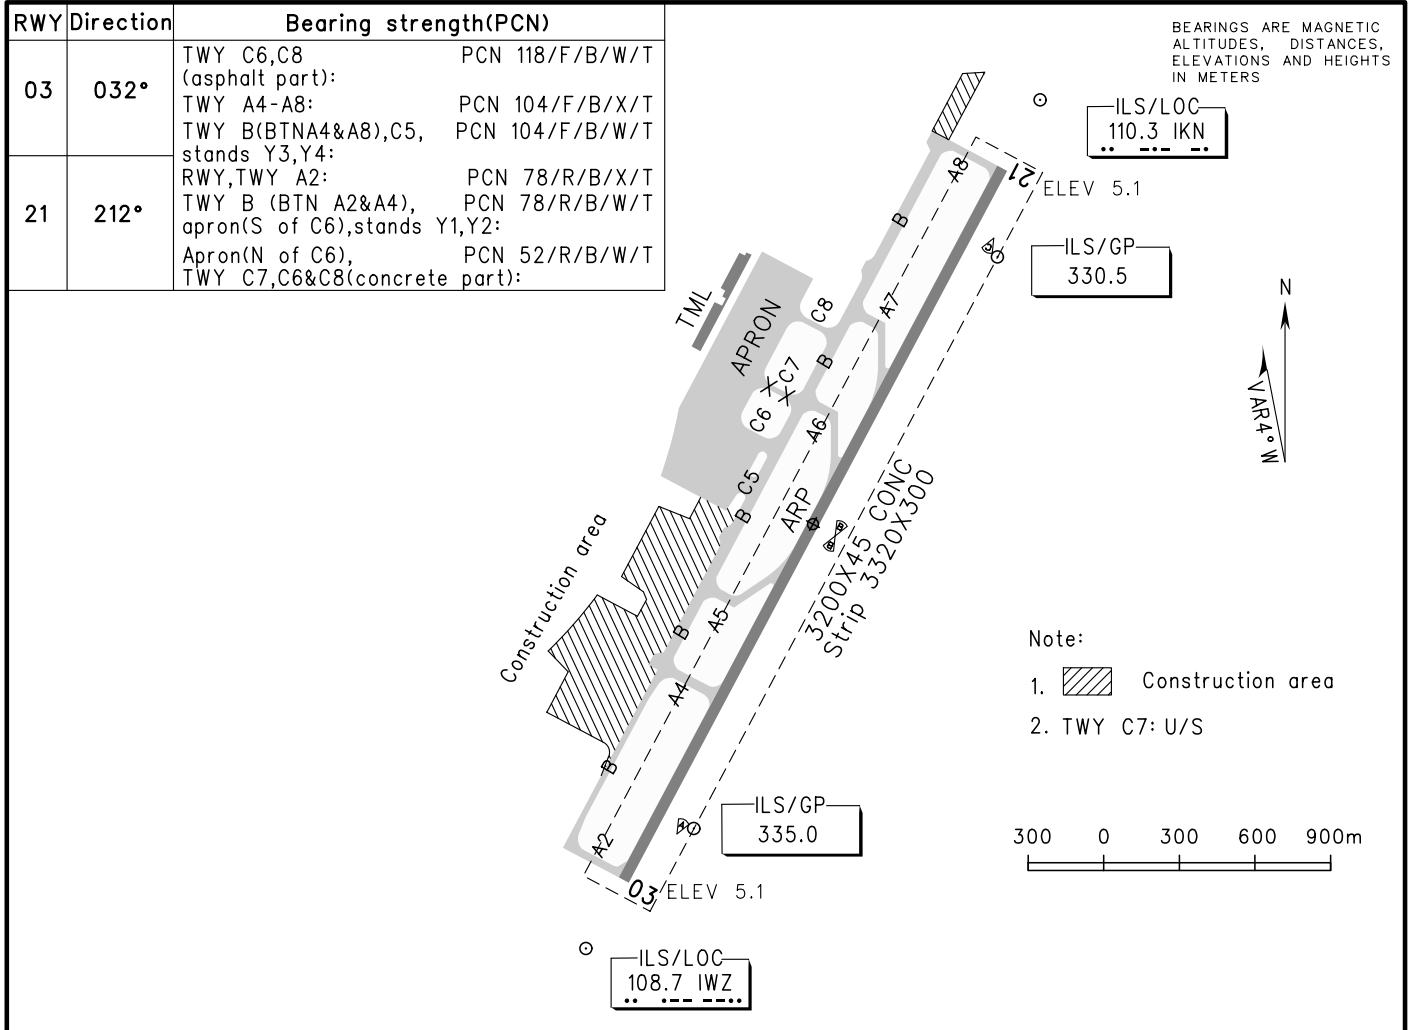 RWY Direction Bearing strength(PCN)
03 032°
TWY C6,C8 PCN 118/F/B/W/T
(asphalt part):
TWY A4-A8: PCN 104/F/B/X/T
TWY B(BTNA4&A8),C5, PCN 104/F/B/W/T
stands Y3,Y4:
21 212°
RWY,TWY A2: PCN 78/R/B/X/T
TWY B (BTN A2&A4), PCN 78/R/B/W/T
apron(S of C6),stands Y1,Y2:
Apron(N of C6), PCN 52/R/B/W/T
TWY C7,C6&C8(concrete part):
BEARINGS ARE MAGNETIC
ALTITUDES, DISTANCES,
ELEVATIONS AND HEIGHTS
IN METERS
ILS/LOC
110.3 IKN
A8
21
ELEV 5.1
B
ILS/GP
330.5
N
VAR4°W
TML
APRON
C8
A7
B
C7
C6
A6
C5
B
ARP
3200X45 CONC
Strip 3320X300
Construction area
B
A5
A4
B
A2
03
ELEV 5.1
ILS/GP
335.0
ILS/LOC
108.7 IWZ
Note:
1. Construction area
2. TWY C7: U/S
300 0 300 600 900m